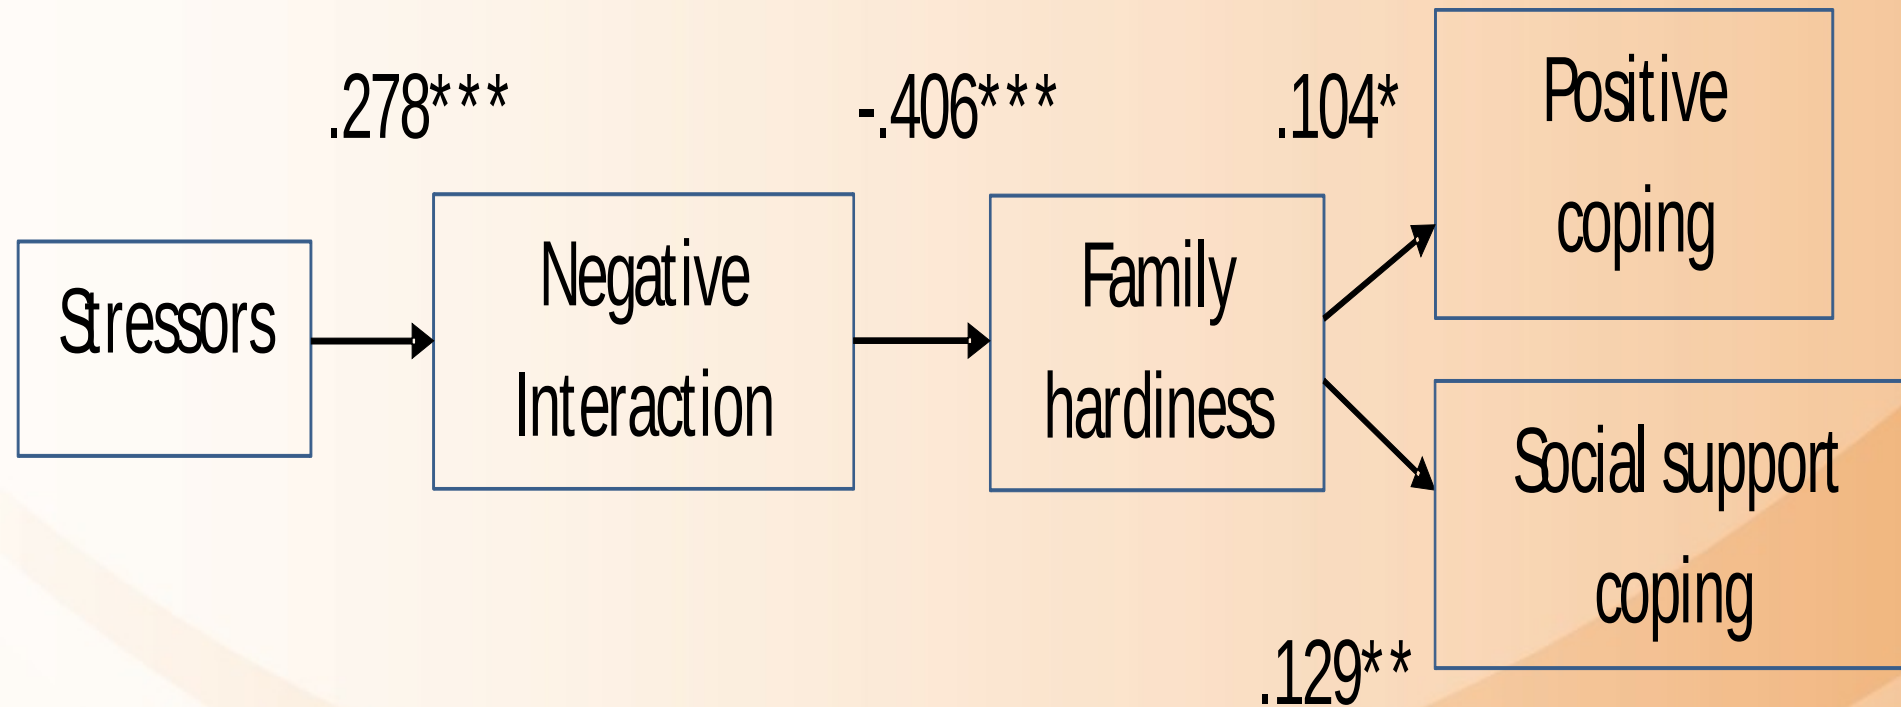 .278***
-.406***
.104*
Positive
coping
Stressors
Negative
Interaction
Family
hardiness
Social support
coping
.129**